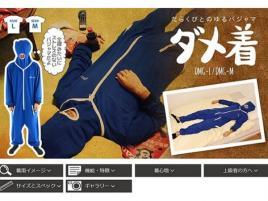 SIZE L
SIZE M
だらくびとのゆるパジャマ
ダメ着
DMG-L/DMG-M
着用イメージ
機能・特徴
着心地
上級者の方へ
サイズとスペック
ギャラリー